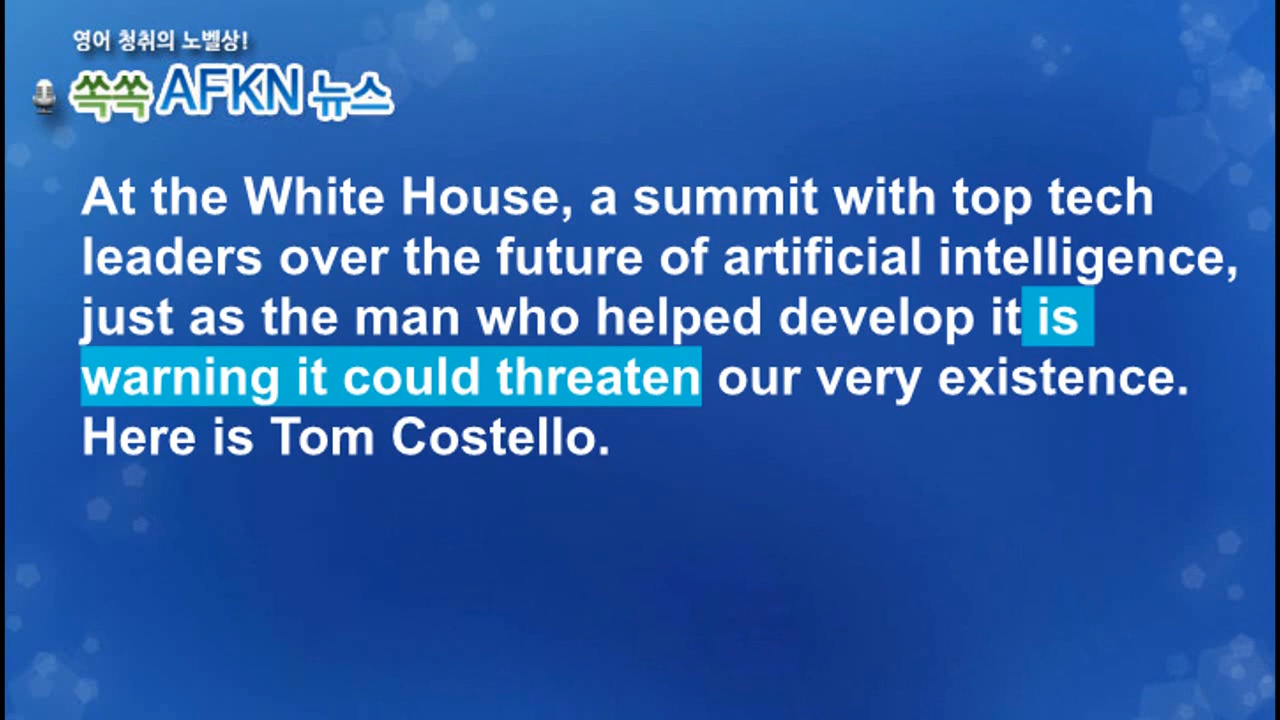 영어 청취의 노벨상!
쏙쏙 AFKN 뉴스
At the White House, a summit with top tech
leaders over the future of artificial intelligence,
just as the man who helped develop it is
warning it could threaten our very existence.
Here is Tom Costello.